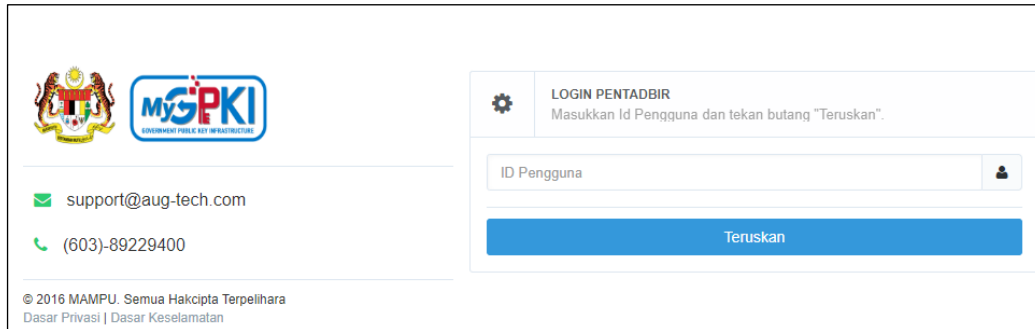 MyGPKI
GOVERNMENT PUBLIC KEY INFRASTRUCTURE
support@aug-tech.com
(603)-89229400
© 2016 MAMPU. Semua Hakcipta Terpelihara
Dasar Privasi | Dasar Keselamatan
LOGIN PENTADBIR
Masukkan Id Pengguna dan tekan butang "Teruskan".
ID Pengguna
Teruskan